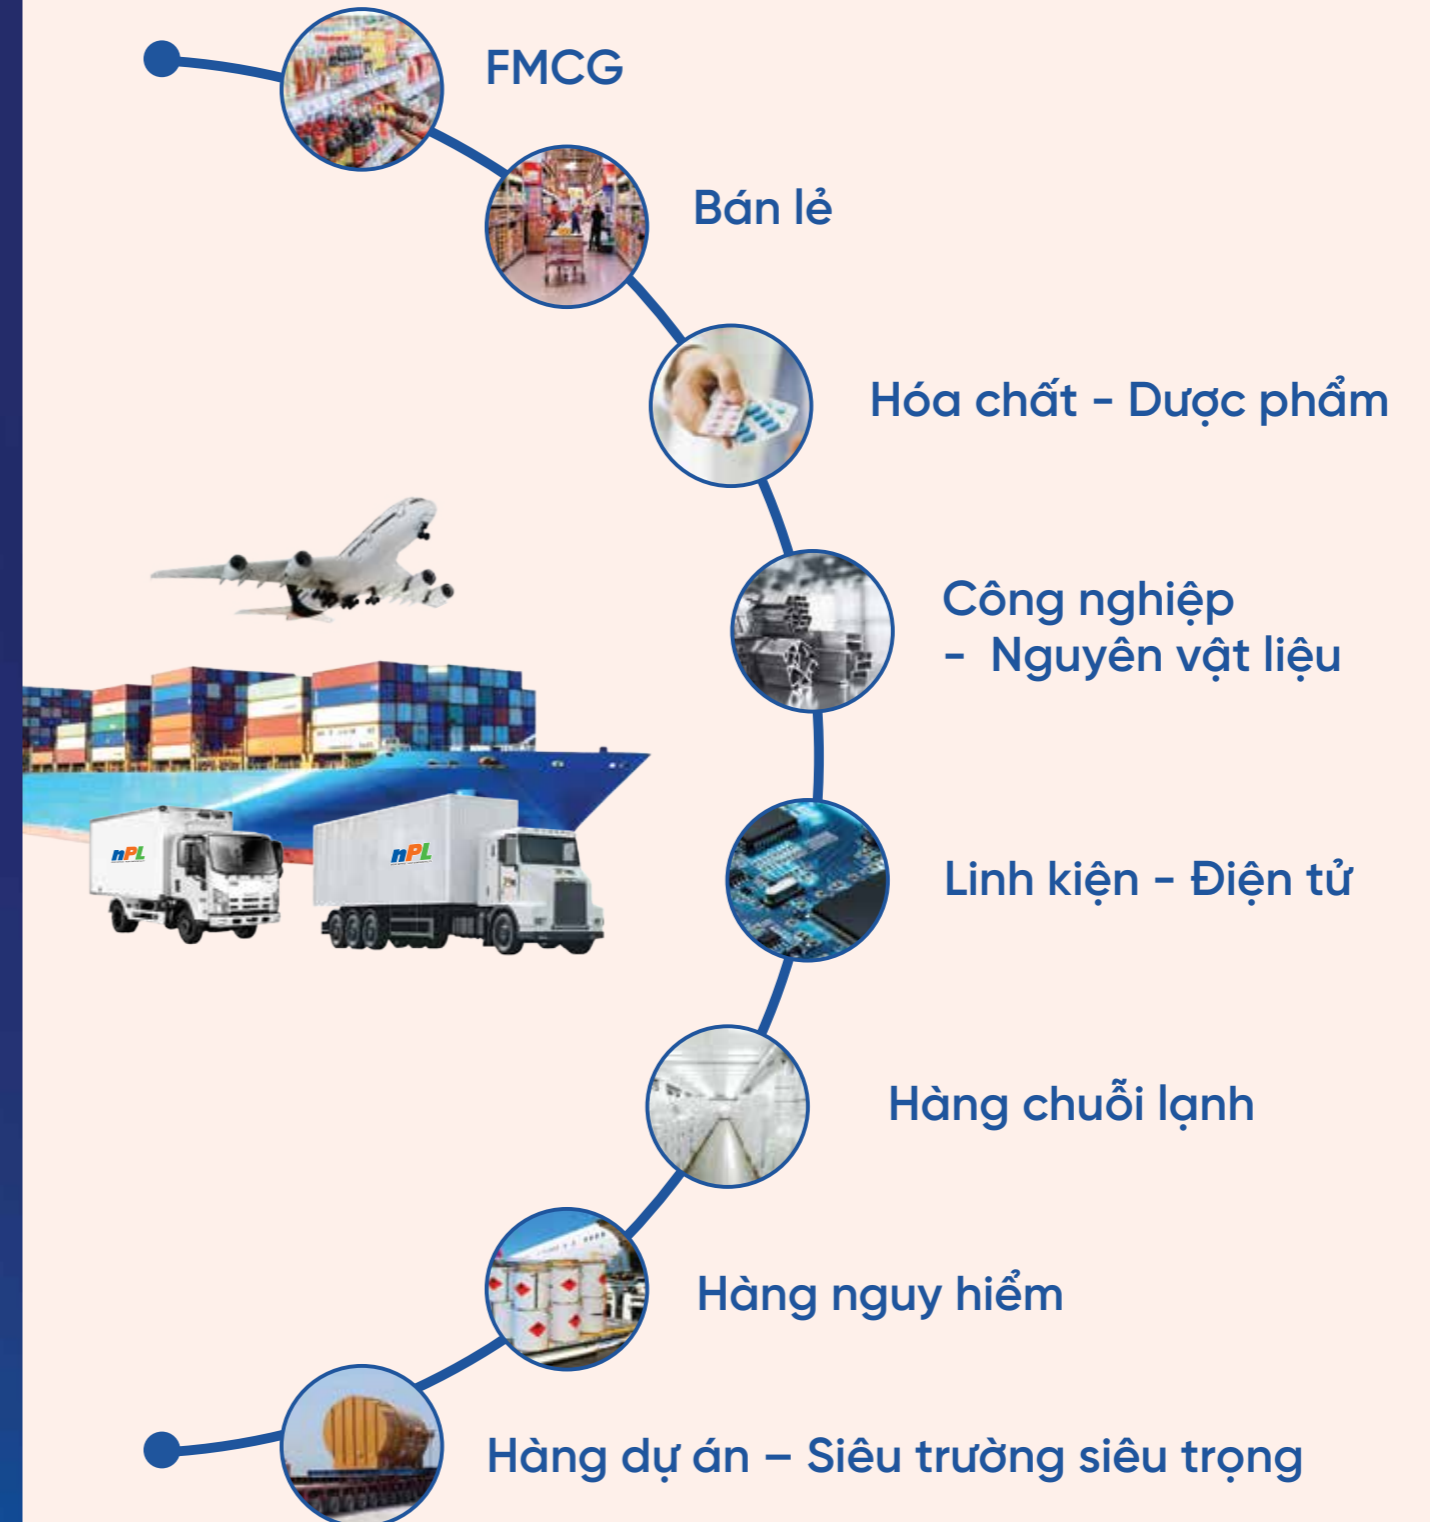 FMCG
Bán lẻ
Hóa chất - Dược phẩm
Công nghiệp
- Nguyên vật liệu
nPL
nPL
Linh kiện - Điện tử
Hàng chuỗi lạnh
Hàng nguy hiểm
Hàng dự án – Siêu trường siêu trọng